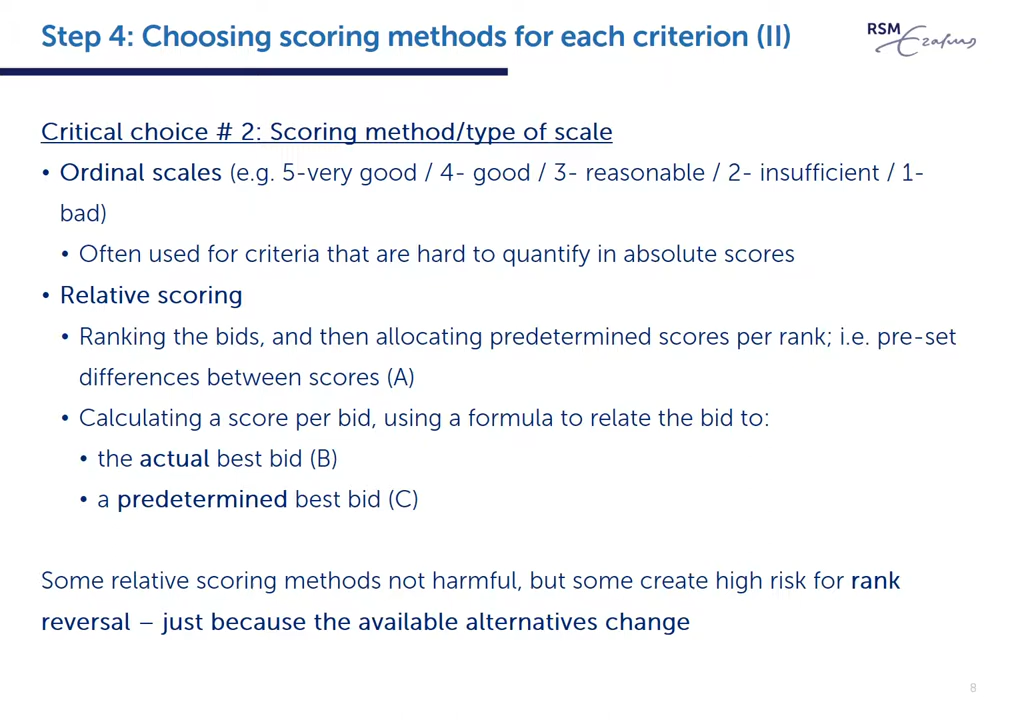 Step 4: Choosing scoring methods for each criterion (II)
RSM
Erasmus
Critical choice # 2: Scoring method/type of scale
• Ordinal scales (e.g. 5-very good / 4- good / 3- reasonable / 2- insufficient / 1-
bad)
• Often used for criteria that are hard to quantify in absolute scores
• Relative scoring
• Ranking the bids, and then allocating predetermined scores per rank; i.e. pre-set
differences between scores (A)
• Calculating a score per bid, using a formula to relate the bid to:
• the actual best bid (B)
• a predetermined best bid (C)
Some relative scoring methods not harmful, but some create high risk for rank
reversal – just because the available alternatives change
8